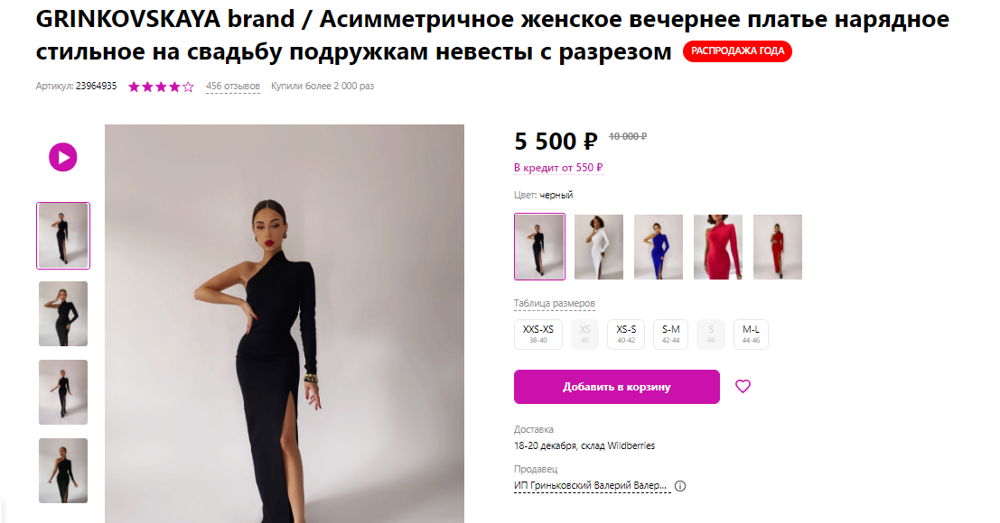 GRINKOVSKAYA brand / Асимметричное женское вечернее платье нарядное
стильное на свадьбу подружкам невесты с разрезом РАСПРОДАЖА ГОДА
Артикул: 23964935 456 отзывов Купили более 2 000 раз
5 500 ₽ 10 000 ₽
В кредит от 550 ₽
Цвет: черный
Таблица размеров
XXS-XS XS XS-S S-M S M-L
38-40 40 40-42 42-44 44 44-46
Добавить в корзину
Доставка
18-20 декабря, склад Wildberries
Продавец
ИП Гриньковский Валерий Валер...